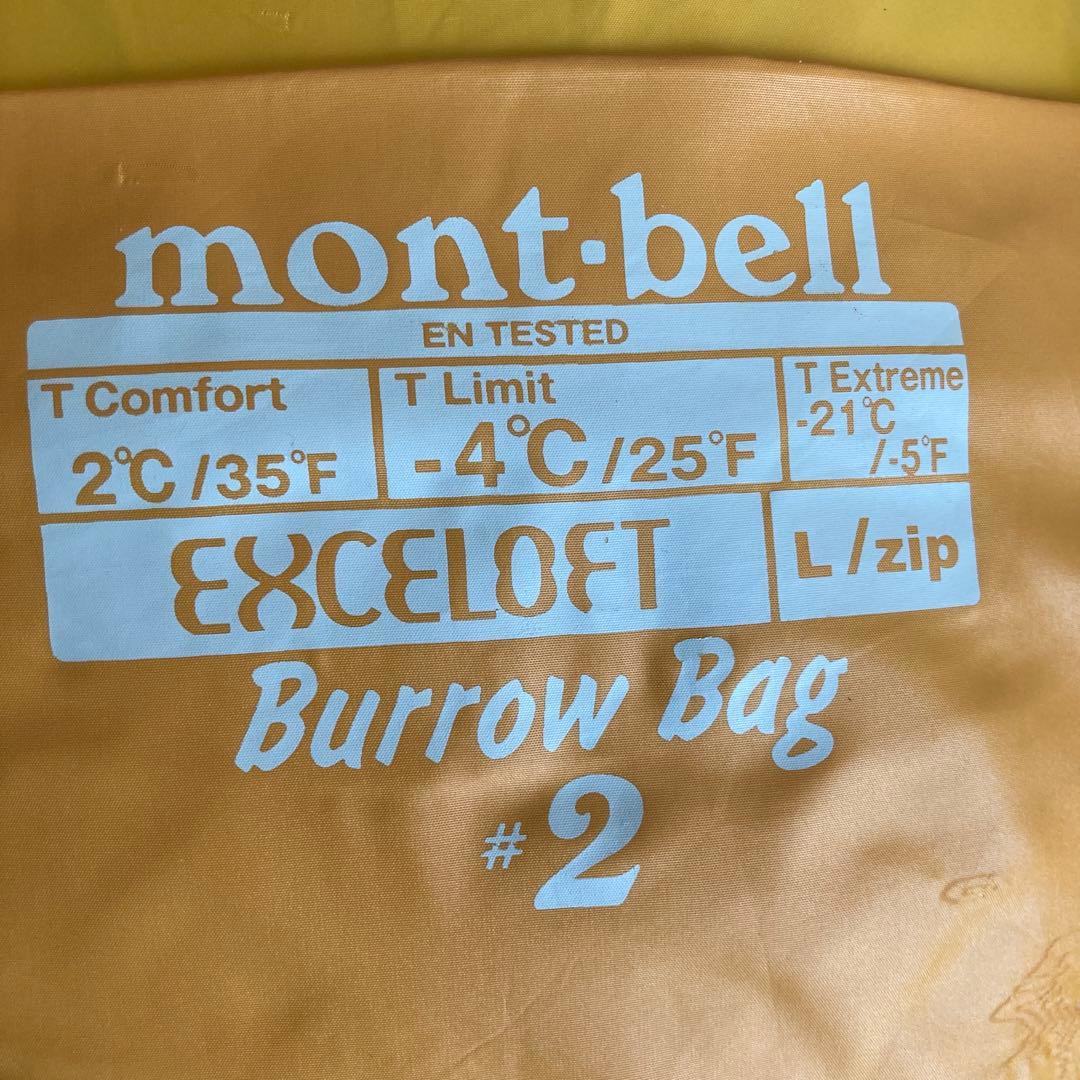 mont·bell
EN TESTED
T Comfort
2℃/35°F
T Limit
-4℃/25°F
T Extreme
-21℃
/-5°F
EXCELOFT
L/zip
Burrow Bag
#2